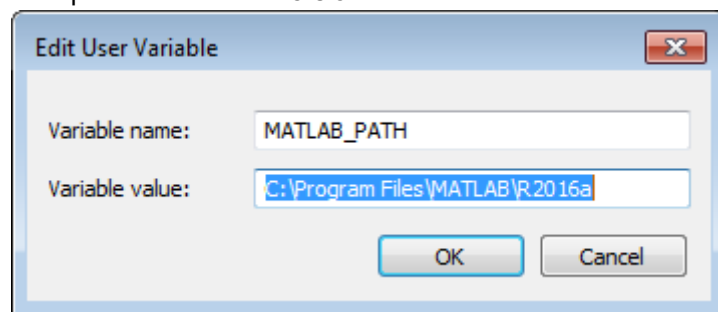 Edit User Variable
Variable name: MATLAB_PATH
Variable value: C:\Program Files\MATLAB\R2016a
OK Cancel